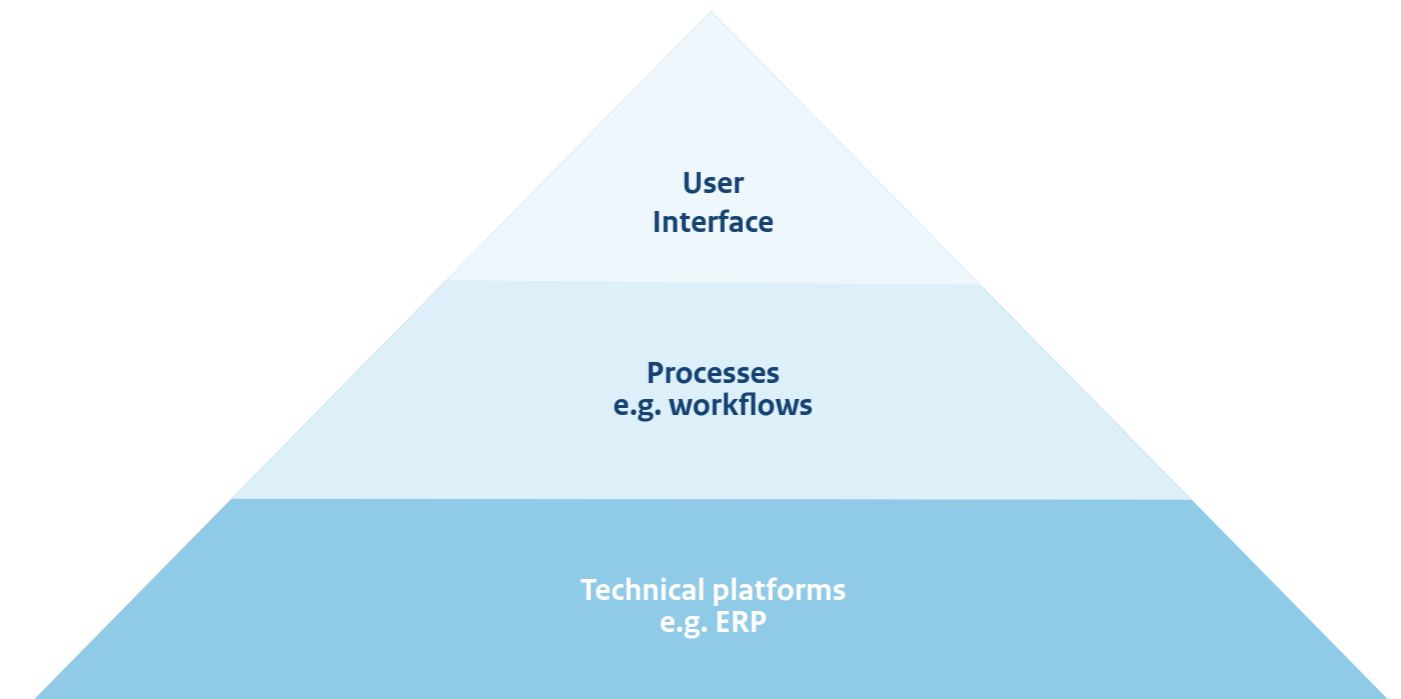 User
Interface
Processes
e.g. workflows
Technical platforms
e.g. ERP